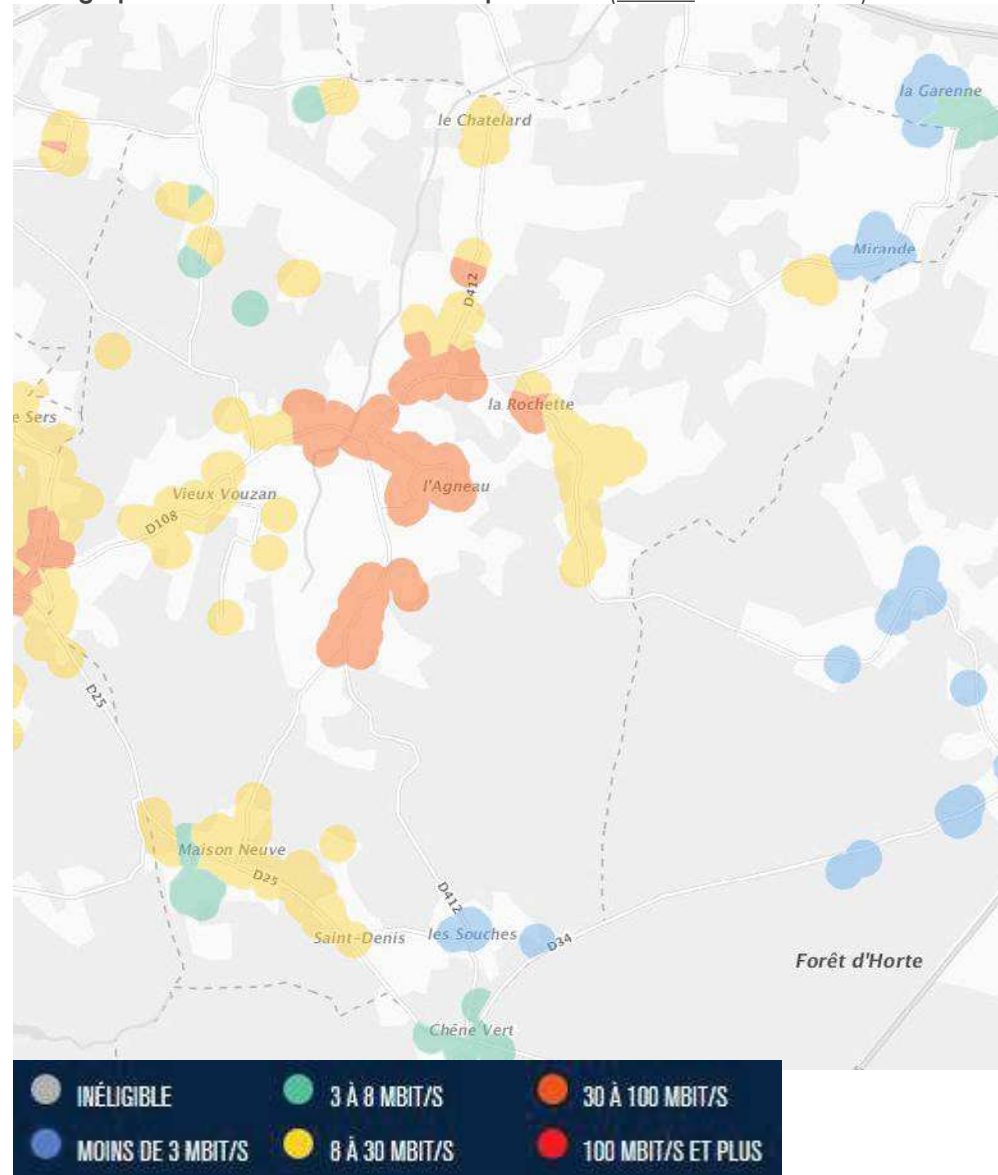 la Garenne
le Chatelard
Mirande
D412
la Rochette
e Sers
l'Agneau
Vieux Vouzan
D108
D25
Maison Neuve
D25
D412
Saint-Denis
les Souches
D34
Forêt d'Horte
Chêne Vert
INÉLIGIBLE
3 À 8 MBIT/S
30 À 100 MBIT/S
MOINS DE 3 MBIT/S
8 À 30 MBIT/S
100 MBIT/S ET PLUS